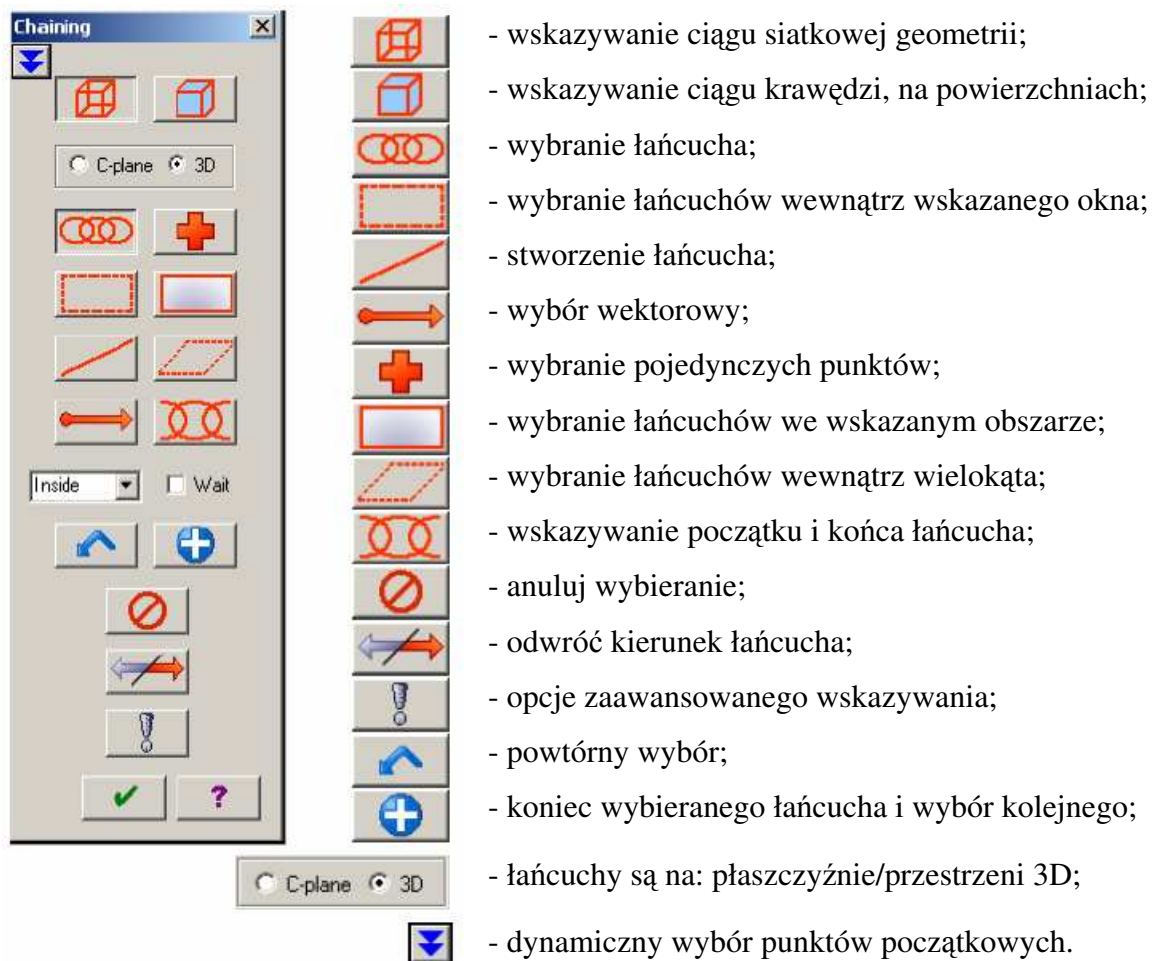 Chaining
C-plane 3D
Inside Wait
?
- wskazywanie ciągu siatkowej geometrii;
- wskazywanie ciągu krawędzi, na powierzchniach;
- wybranie łańcucha;
- wybranie łańcuchów wewnątrz wskazanego okna;
- stworzenie łańcucha;
- wybór wektorowy;
- wybranie pojedynczych punktów;
- wybranie łańcuchów we wskazanym obszarze;
- wybranie łańcuchów wewnątrz wielokąta;
- wskazywanie początku i końca łańcucha;
- anuluj wybieranie;
- odwróć kierunek łańcucha;
- opcje zaawansowanego wskazywania;
- powtórny wybór;
- koniec wybieranego łańcucha i wybór kolejnego;
C-plane 3D - łańcuchy są na: płaszczyźnie/przestrzeni 3D;
- dynamiczny wybór punktów początkowych.